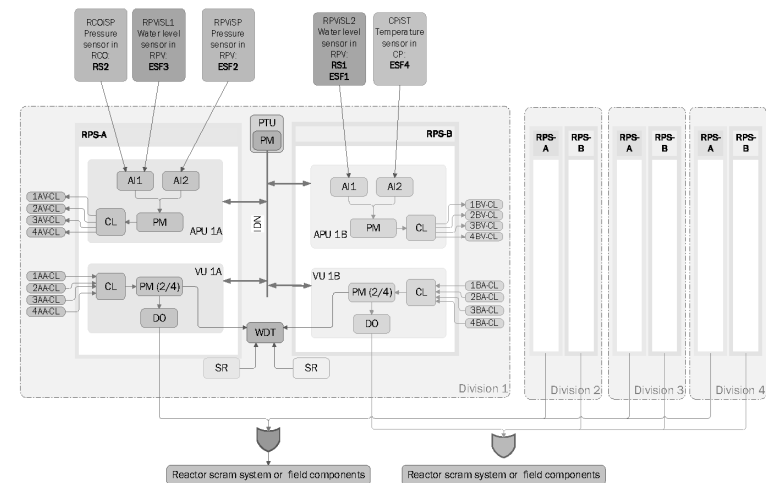 RCO/SP
Pressure
sensor in
RCO:
RS2
RPV/SL1
Water level
sensor in
RPV:
ESF3
RPV/SP
Pressure
sensor in
RPV:
ESF2
RPV/SL2
Water level
sensor in
RPV:
RS1
ESF1
CP/ST
Temperature
sensor in
CP:
ESF4
RPS-A
PTU
PM
RPS-B
AI1
AI2
CL
PM
APU 1A
1AV-CL
2AV-CL
3AV-CL
4AV-CL
IDN
AI1
AI2
PM
CL
APU 1B
1BV-CL
2BV-CL
3BV-CL
4BV-CL
VU 1A
1AA-CL
2AA-CL
3AA-CL
4AA-CL
CL
PM (2/4)
DO
VU 1B
PM (2/4)
CL
DO
1BA-CL
2BA-CL
3BA-CL
4BA-CL
WDT
SR
SR
Division 1
RPS-
A
RPS-
B
Division 2
RPS-
A
RPS-
B
Division 3
RPS-
A
RPS-
B
Division 4
Reactor scram system or field components
Reactor scram system or field components